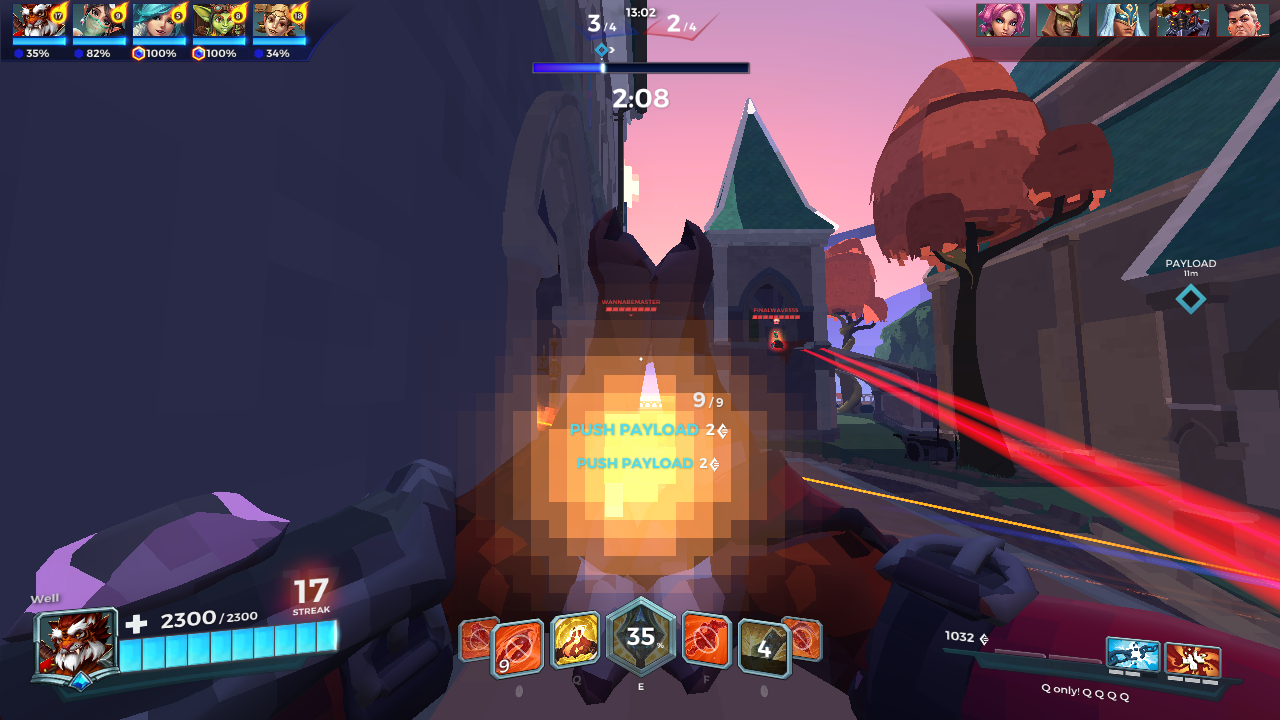 17
9
5
8
18
35%
82%
100%
100%
34%
13:02
3/4
2/4
2:08
PAYLOAD
11m
WANNABEMASTER
FINALWAVE555
9/9
PUSH PAYLOAD 2
PUSH PAYLOAD 2
Well
17
STREAK
2300/2300
9
35%
4
Q
E
F
1032
Q only! Q Q Q Q